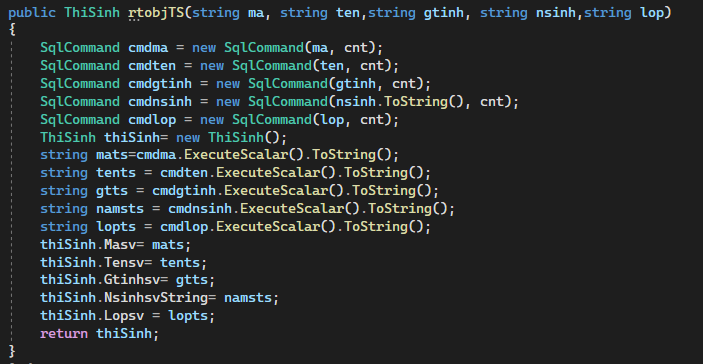 public ThiSinh rtobjTS(string ma, string ten,string gtinh, string nsinh,string lop)
{
SqlCommand cmdma = new SqlCommand(ma, cnt);
SqlCommand cmdten = new SqlCommand(ten, cnt);
SqlCommand cmdgtinh = new SqlCommand(gtinh, cnt);
SqlCommand cmdnsinh = new SqlCommand(nsinh.ToString(), cnt);
SqlCommand cmdlop = new SqlCommand(lop, cnt);
ThiSinh thiSinh= new ThiSinh();
string mats=cmdma.ExecuteScalar().ToString();
string tents = cmdten.ExecuteScalar().ToString();
string gtts = cmdgtinh.ExecuteScalar().ToString();
string namsts = cmdnsinh.ExecuteScalar().ToString();
string lopts = cmdlop.ExecuteScalar().ToString();
thiSinh.Masv= mats;
thiSinh.Tensv= tents;
thiSinh.Gtinhsv= gtts;
thiSinh.NsinhsvString= namsts;
thiSinh.Lopsv = lopts;
return thiSinh;
}